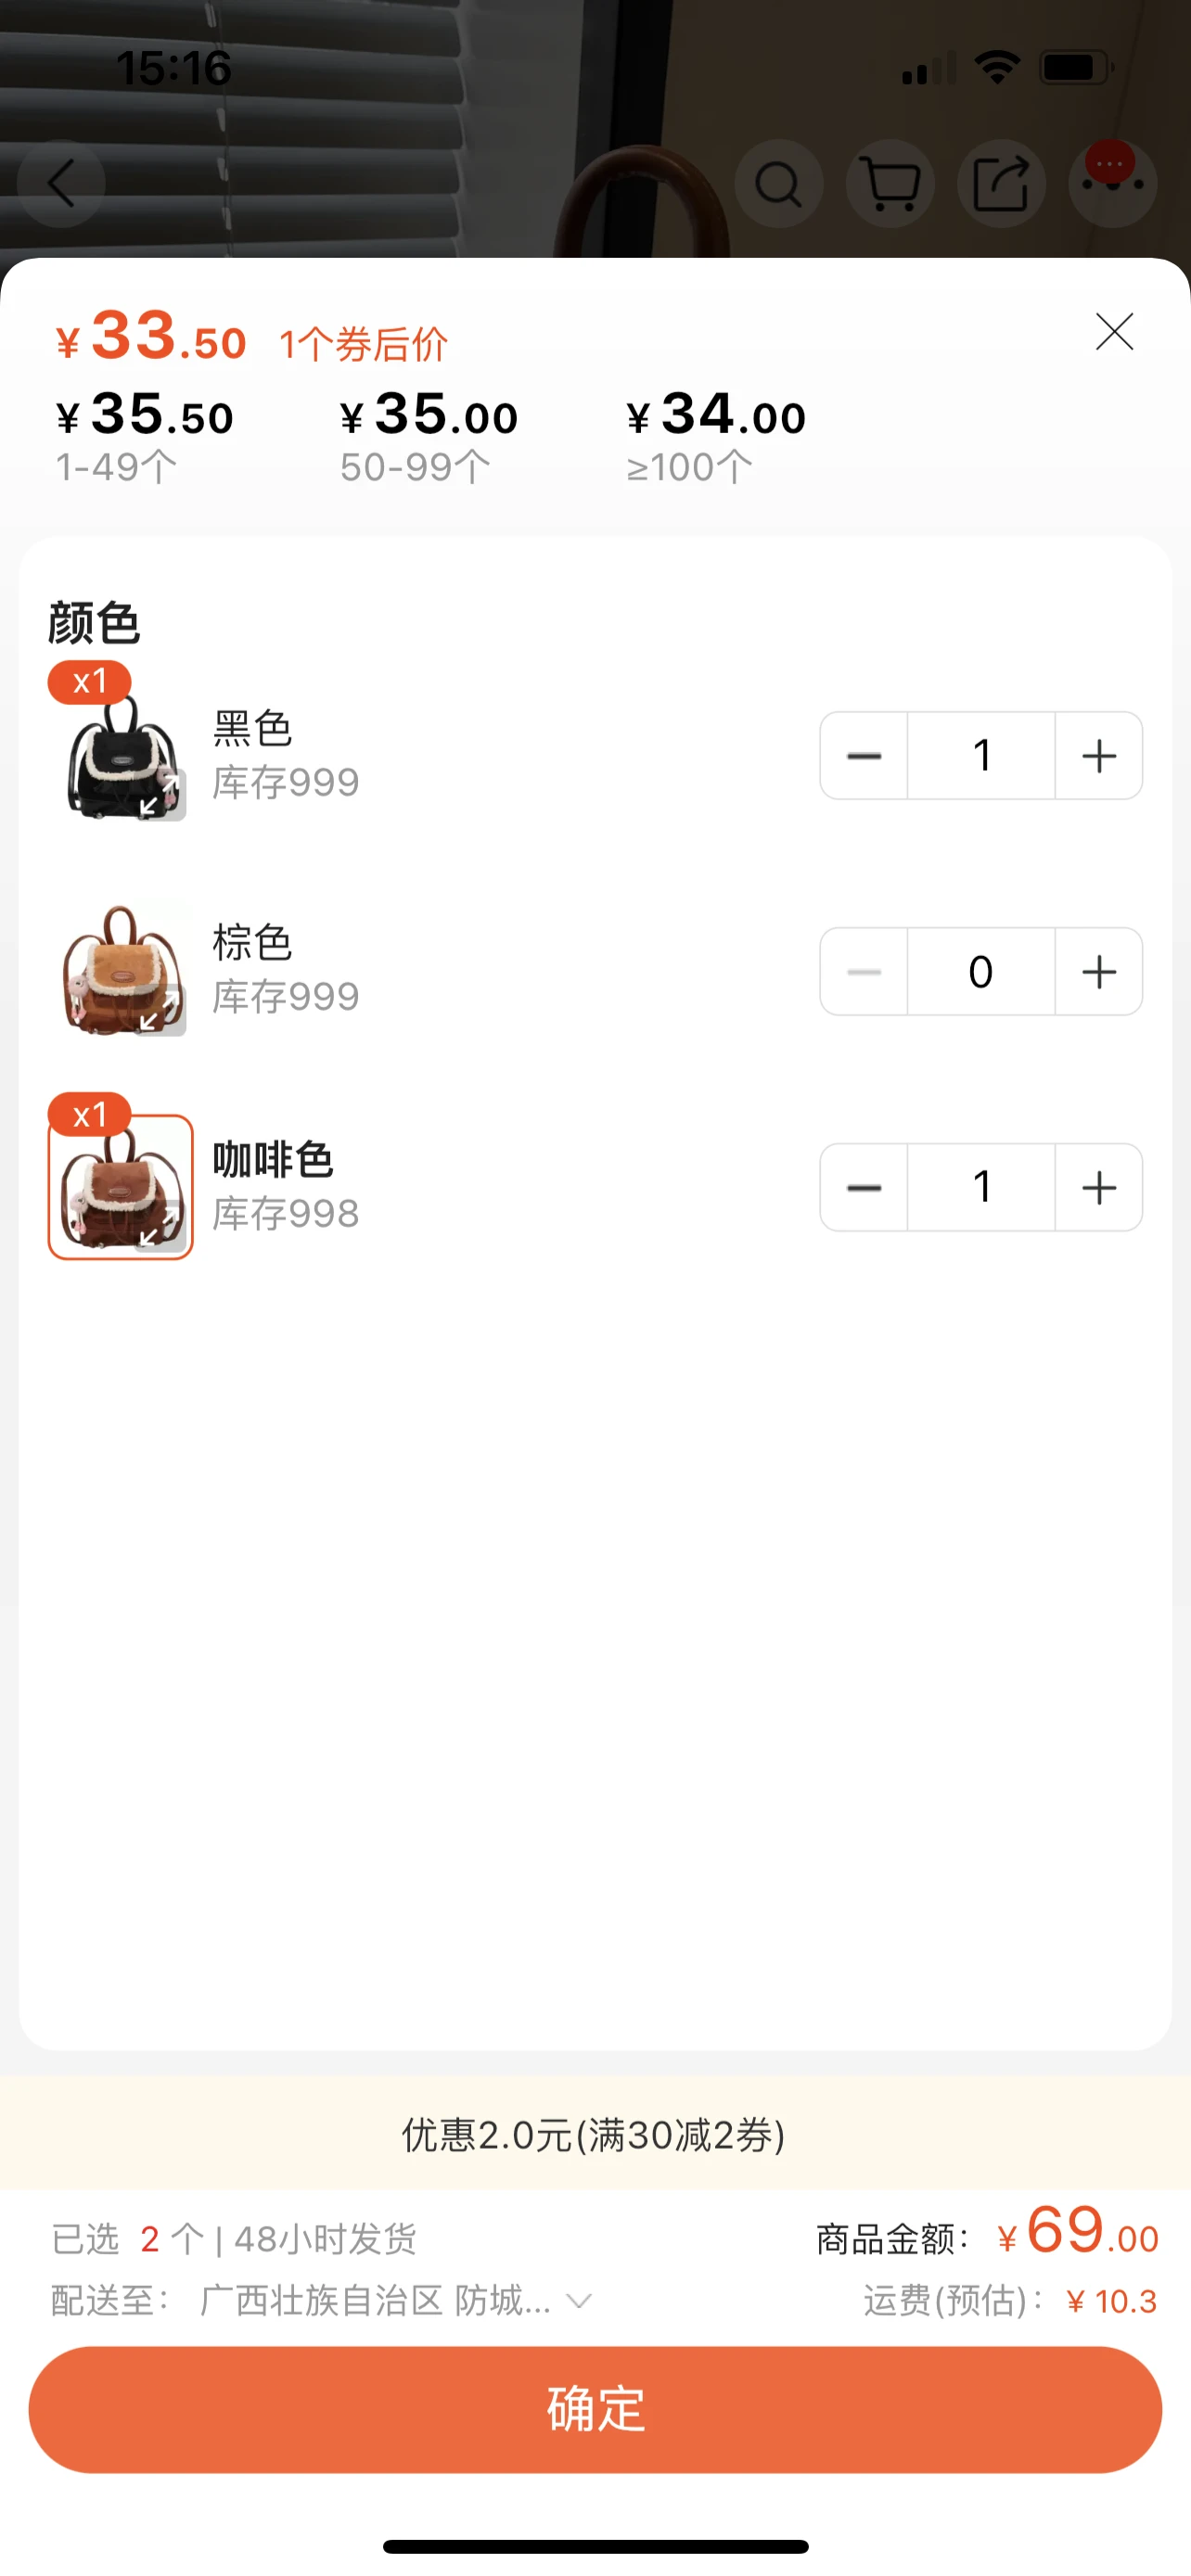 15:16
¥33.50 1个券后价
¥35.50 ¥35.00 ¥34.00
1-49个 50-99个 ≥100个
颜色
x1
黑色
库存999
1
棕色
库存999
0
x1
咖啡色
库存998
1
优惠2.0元(满30减2券)
已选 2 个 | 48小时发货 商品金额: ¥69.00
配送至: 广西壮族自治区 防城... 运费(预估): ¥10.3
确定